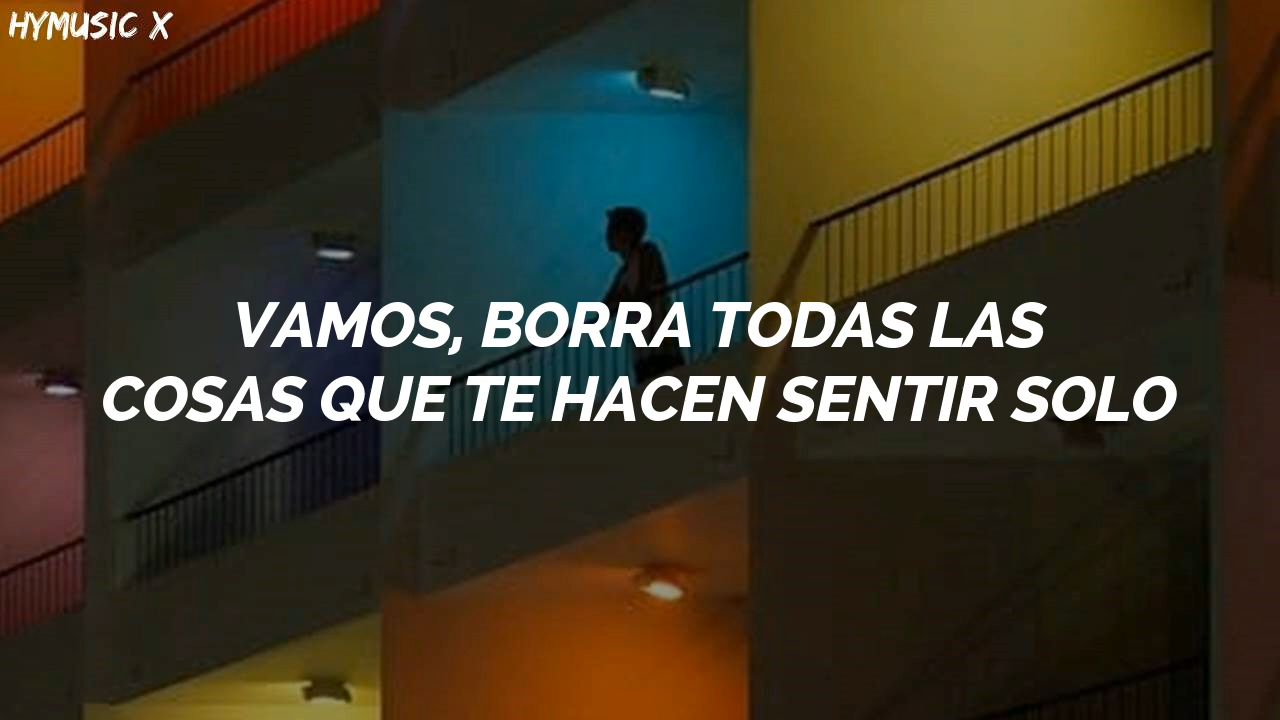 HYMUSIC X
VAMOS, BORRA TODAS LAS
COSAS QUE TE HACEN SENTIR SOLO